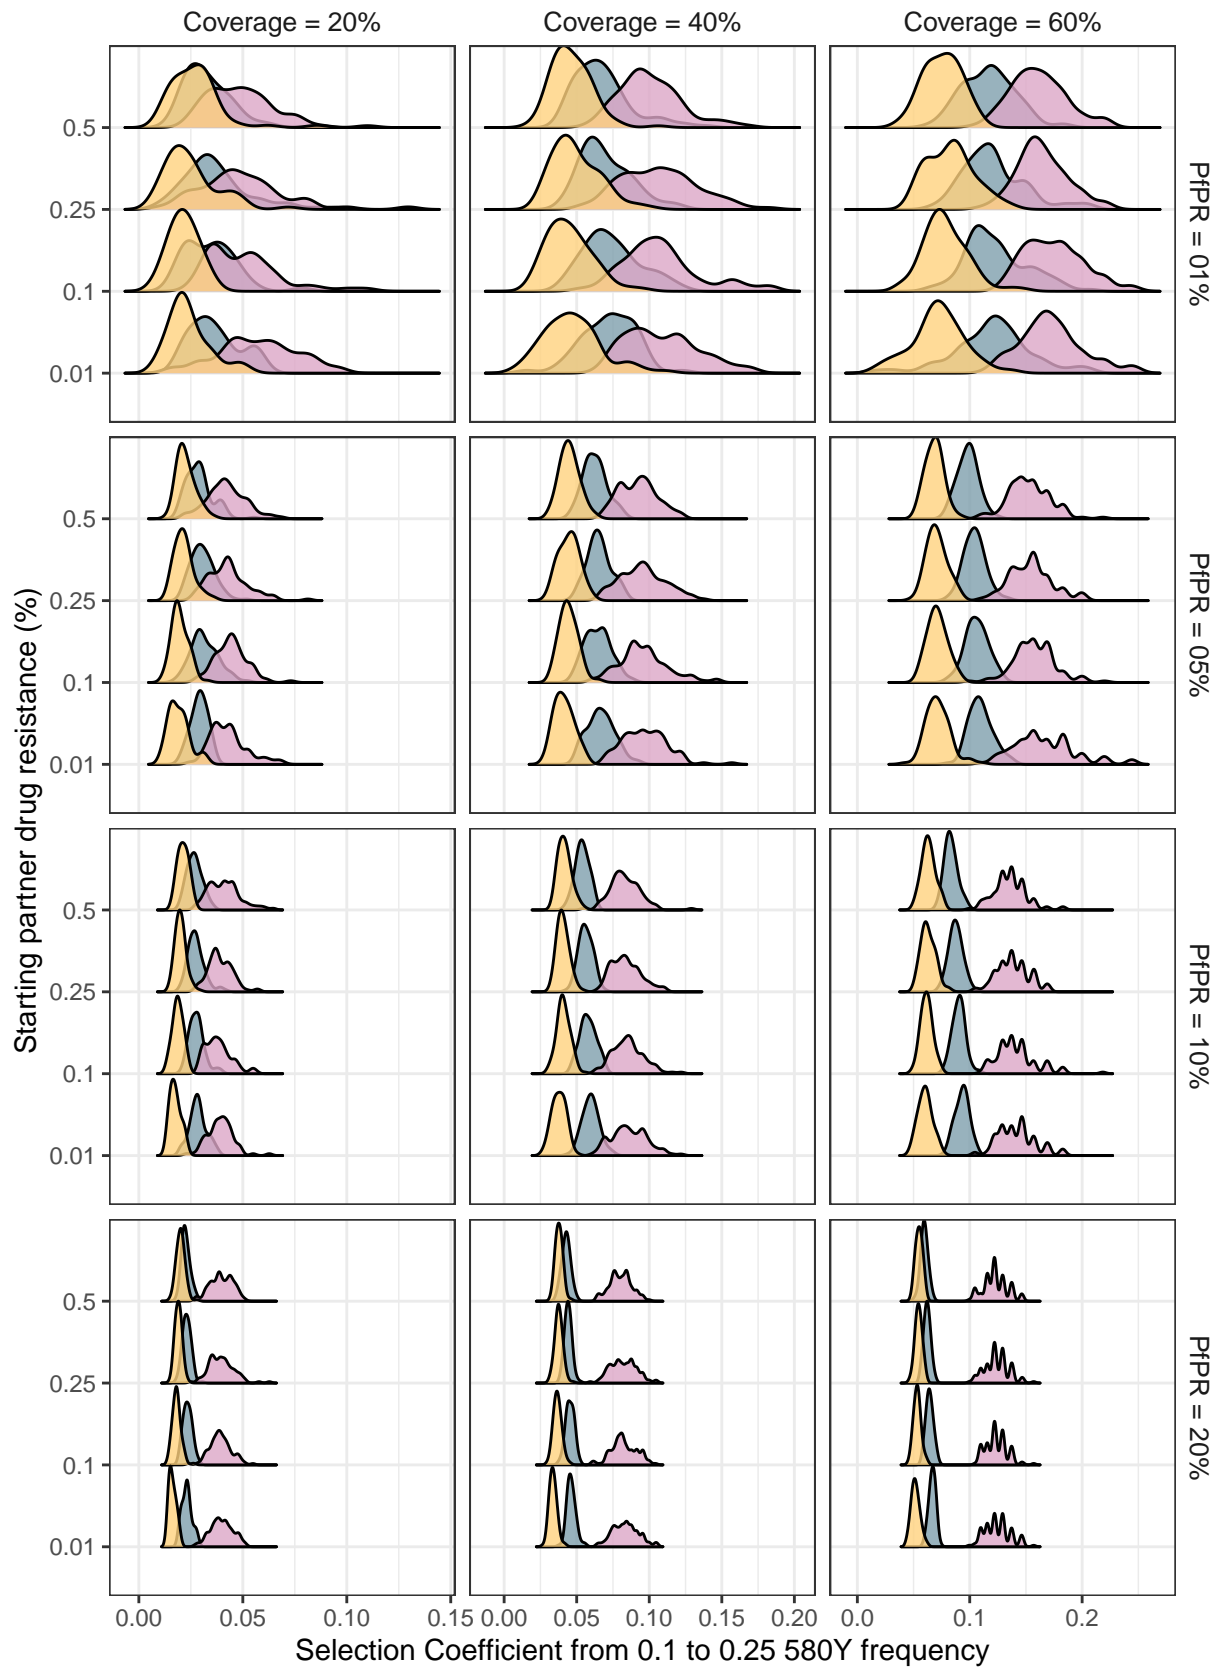 Coverage = 20%
Coverage = 40%
Coverage = 60%
Starting partner drug resistance (%)
0.5
0.25
0.1
0.01
PfPR = 01%
0.5
0.25
0.1
0.01
PfPR = 05%
0.5
0.25
0.1
0.01
PfPR = 10%
0.5
0.25
0.1
0.01
PfPR = 20%
0.00 0.05 0.10 0.15 0.00 0.05 0.10 0.15 0.20 0.0 0.1 0.2
Selection Coefficient from 0.1 to 0.25 580Y frequency